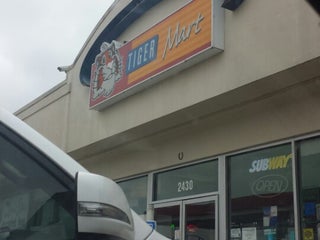 TIGER Mart
2430
SUBWAY
OPEN